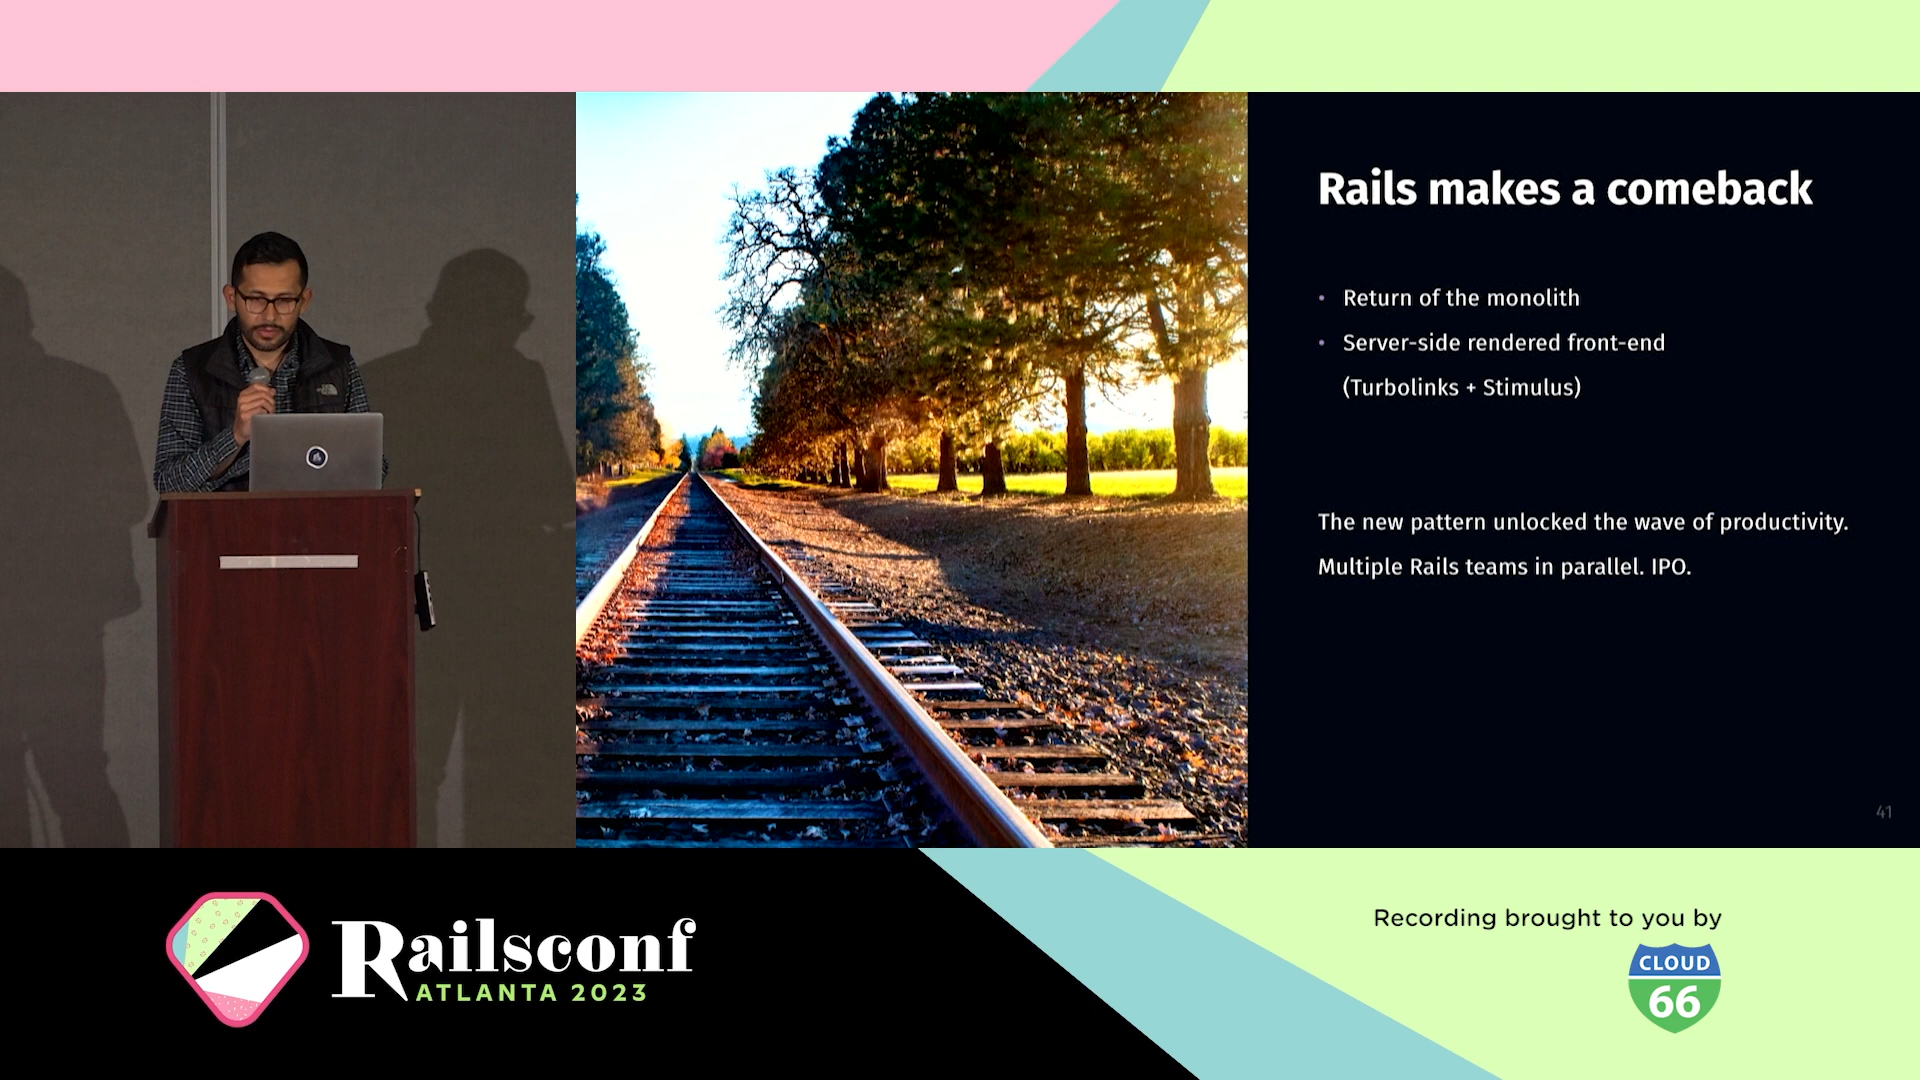 Rails makes a comeback
• Return of the monolith
• Server-side rendered front-end
(Turbolinks + Stimulus)
The new pattern unlocked the wave of productivity.
Multiple Rails teams in parallel. IPO.
41
Railsconf
ATLANTA 2023
Recording brought to you by
CLOUD
66